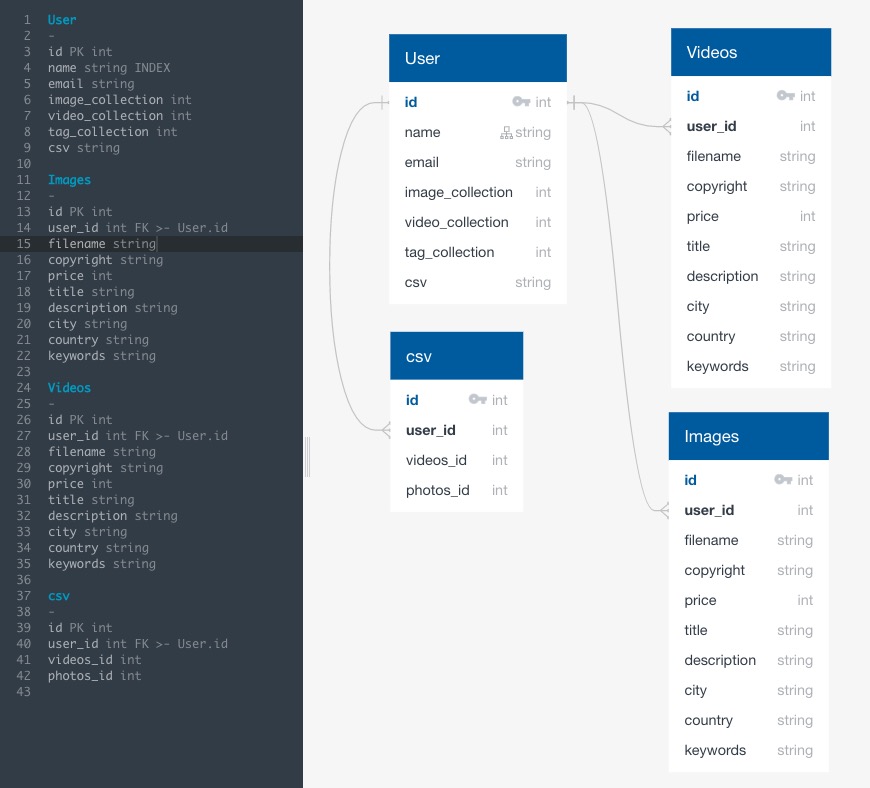 1 User
2 -
3 id PK int
4 name string INDEX
5 email string
6 image_collection int
7 video_collection int
8 tag_collection int
9 csv string
10
11 Images
12 -
13 id PK int
14 user_id int FK >- User.id
15 filename string
16 copyright string
17 price int
18 title string
19 description string
20 city string
21 country string
22 keywords string
23
24 Videos
25 -
26 id PK int
27 user_id int FK >- User.id
28 filename string
29 copyright string
30 price int
31 title string
32 description string
33 city string
34 country string
35 keywords string
36
37 csv
38 -
39 id PK int
40 user_id int FK >- User.id
41 videos_id int
42 photos_id int
43
User
id int
name string
email string
image_collection int
video_collection int
tag_collection int
csv string
csv
id int
user_id int
videos_id int
photos_id int
Videos
id int
user_id int
filename string
copyright string
price int
title string
description string
city string
country string
keywords string
Images
id int
user_id int
filename string
copyright string
price int
title string
description string
city string
country string
keywords string